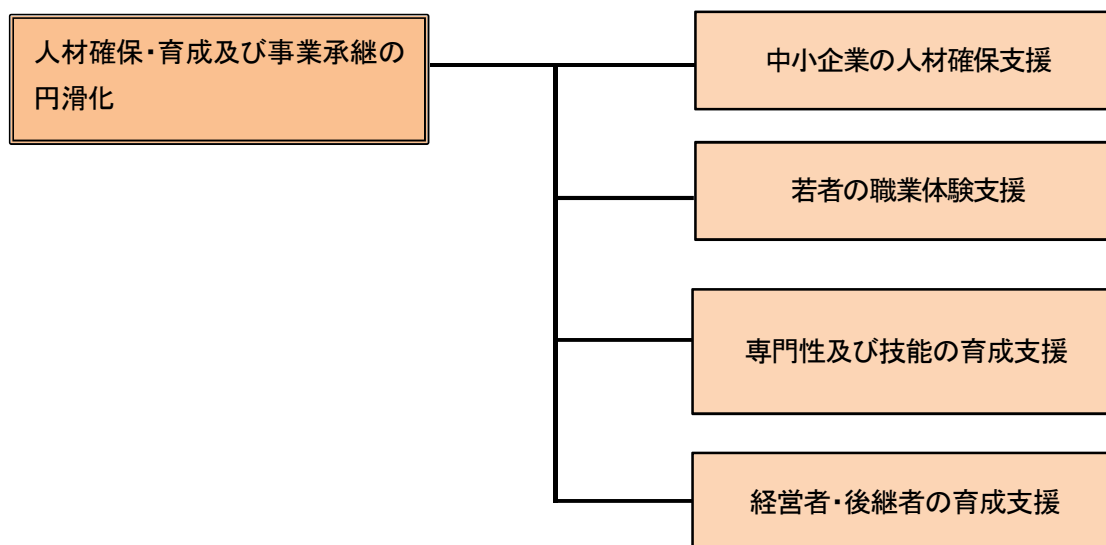 人材確保・育成及び事業承継の
円滑化
中小企業の人材確保支援
若者の職業体験支援
専門性及び技能の育成支援
経営者・後継者の育成支援